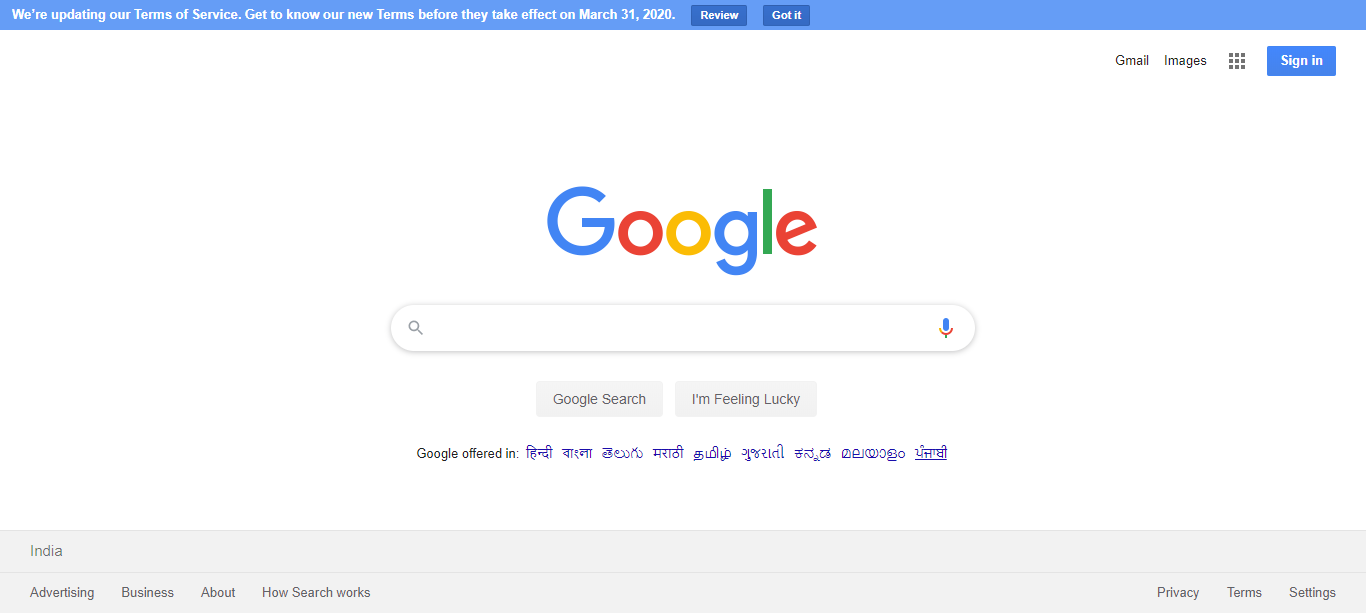 We're updating our Terms of Service. Get to know our new Terms before they take effect on March 31, 2020. Review Got it
Gmail Images Sign in
Google
Google Search I'm Feeling Lucky
Google offered in: हिन्दी বাংলা తెలుగు मराठी தமிழ் ગુજરાતી ಕನ್ನಡ മലയാളം ਪੰਜਾਬੀ
India
Advertising Business About How Search works Privacy Terms Settings